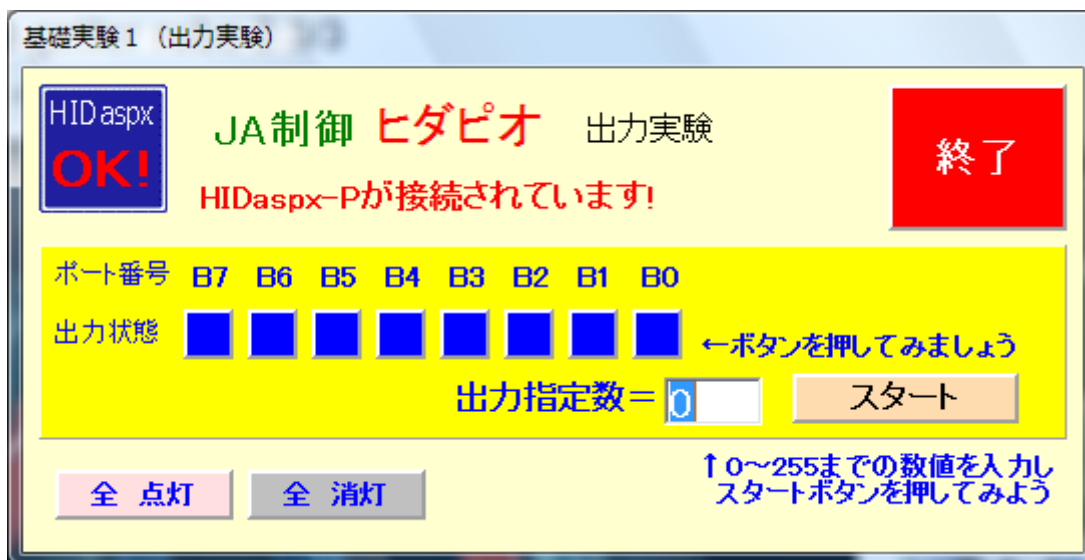 基礎実験1(出力実験)
HIDaspx
OK!
JA制御 ヒダピオ 出力実験
HIDaspx-Pが接続されています!
終了
ポート番号 B7 B6 B5 B4 B3 B2 B1 B0
出力状態 ←ボタンを押してみましょう
出力指定数= 0 スタート
全 点灯 全 消灯
↑0~255までの数値を入力し
スタートボタンを押してみよう